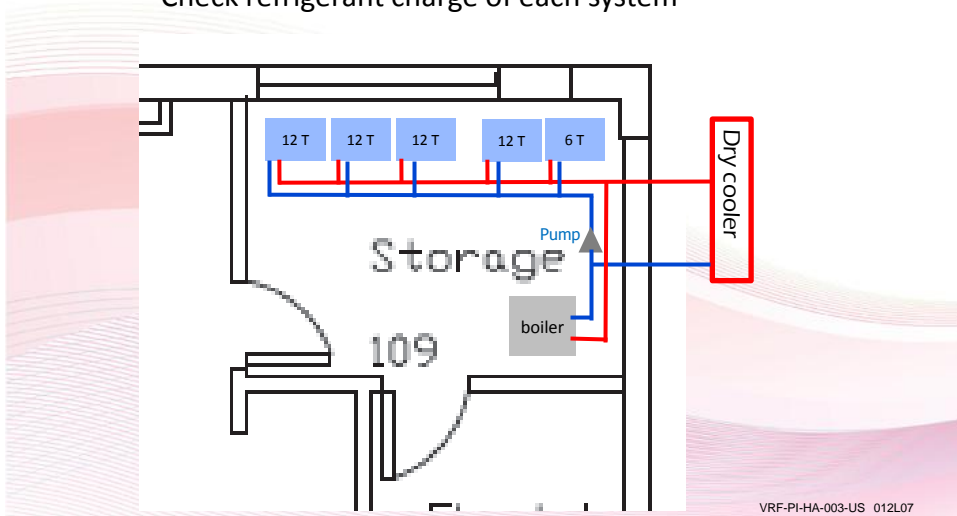 Check refrigerant charge of each system
12 T
12 T
12 T
12 T
6 T
Dry cooler
Pump
Storage
boiler
109
VRF-PI-HA-003-US 012L07